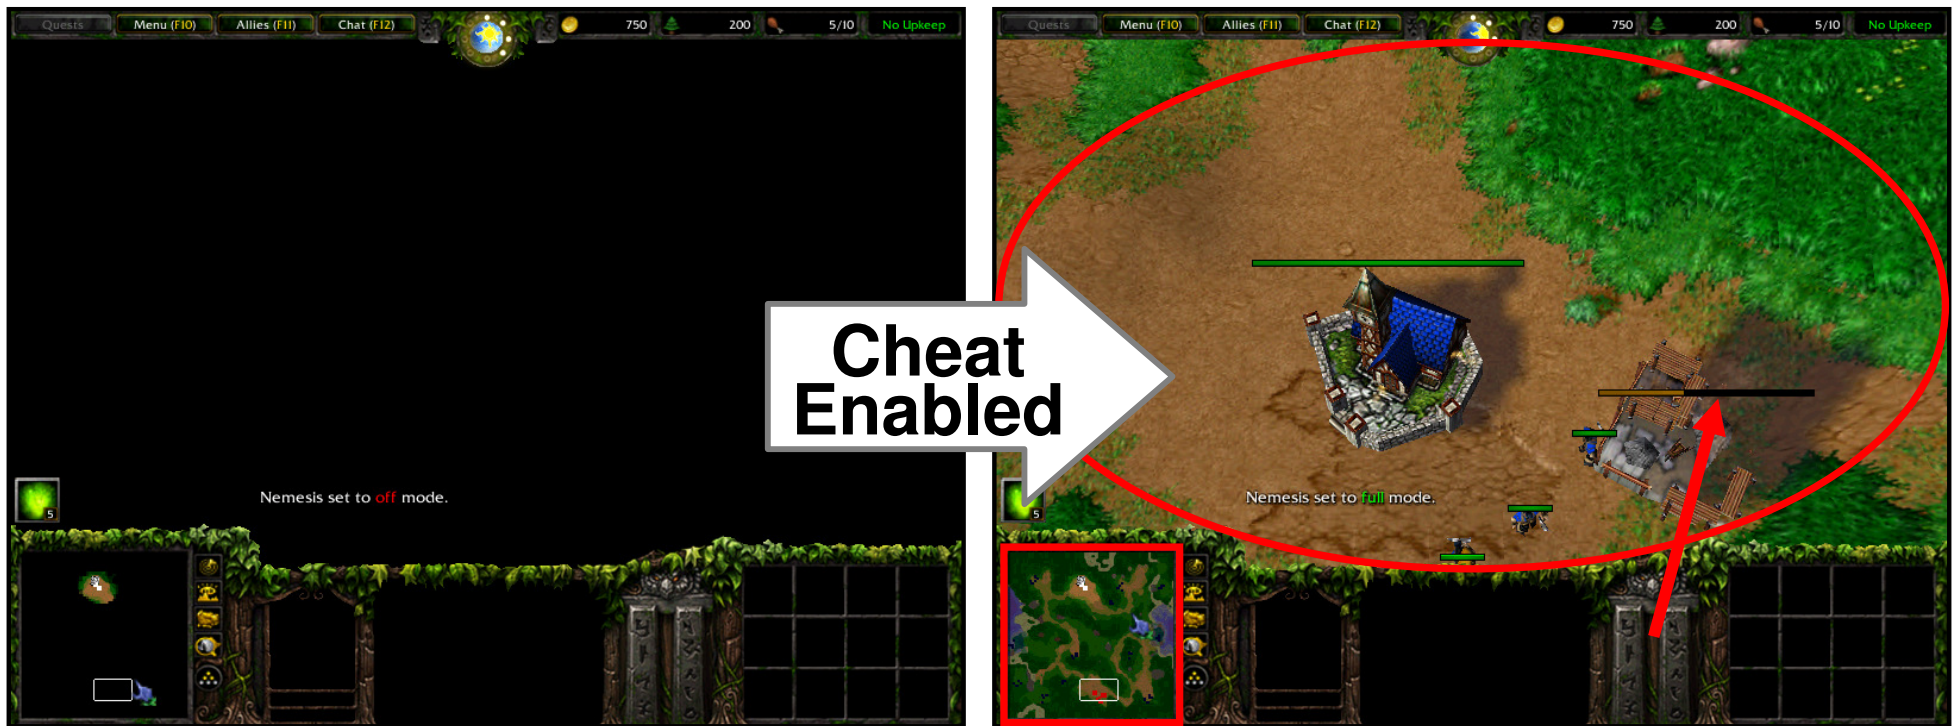 Quests Menu (F10) Allies (F11) Chat (F12) 750 200 5/10 No Upkeep
5
Nemesis set to off mode.
Cheat
Enabled
Quests Menu (F10) Allies (F11) Chat (F12) 750 200 5/10 No Upkeep
5
Nemesis set to full mode.